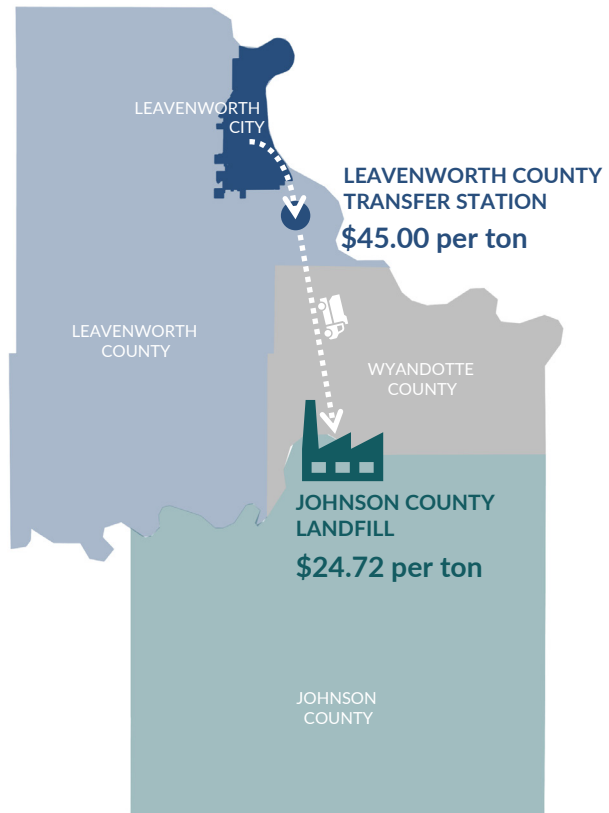 LEAVENWORTH
CITY
LEAVENWORTH COUNTY
TRANSFER STATION
$45.00 per ton
LEAVENWORTH
COUNTY
WYANDOTTE
COUNTY
JOHNSON COUNTY
LANDFILL
$24.72 per ton
JOHNSON
COUNTY